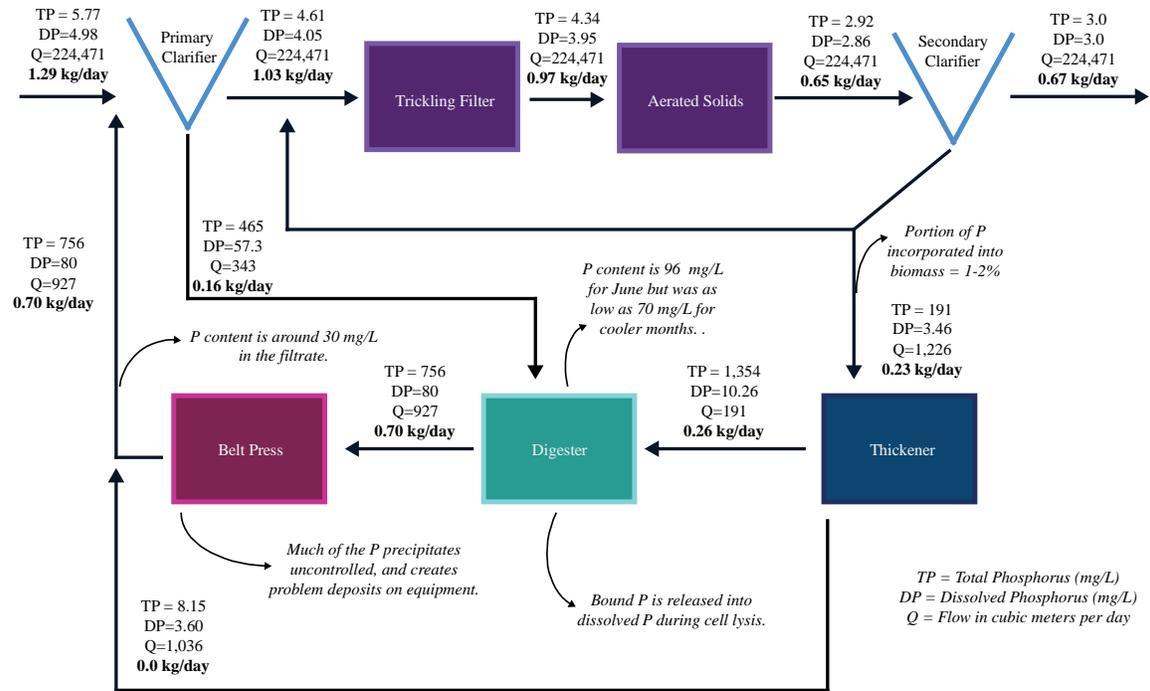 TP = 5.77
DP=4.98
Q=224,471
1.29 kg/day
Primary
Clarifier
TP = 4.61
DP=4.05
Q=224,471
1.03 kg/day
Trickling Filter
TP = 4.34
DP=3.95
Q=224,471
0.97 kg/day
Aerated Solids
TP = 2.92
DP=2.86
Q=224,471
0.65 kg/day
Secondary
Clarifier
TP = 3.0
DP=3.0
Q=224,471
0.67 kg/day
TP = 756
DP=80
Q=927
0.70 kg/day
TP = 465
DP=57.3
Q=343
0.16 kg/day
Portion of P
incorporated into
biomass = 1-2%
P content is 96 mg/L
for June but was as
low as 70 mg/L for
cooler months. .
TP = 191
DP=3.46
Q=1,226
0.23 kg/day
P content is around 30 mg/L
in the filtrate.
TP = 756
DP=80
Q=927
0.70 kg/day
TP = 1,354
DP=10.26
Q=191
0.26 kg/day
Belt Press
Digester
Thickener
Much of the P precipitates
uncontrolled, and creates
problem deposits on equipment.
Bound P is released into
dissolved P during cell lysis.
TP = Total Phosphorus (mg/L)
DP = Dissolved Phosphorus (mg/L)
Q = Flow in cubic meters per day
TP = 8.15
DP=3.60
Q=1,036
0.0 kg/day